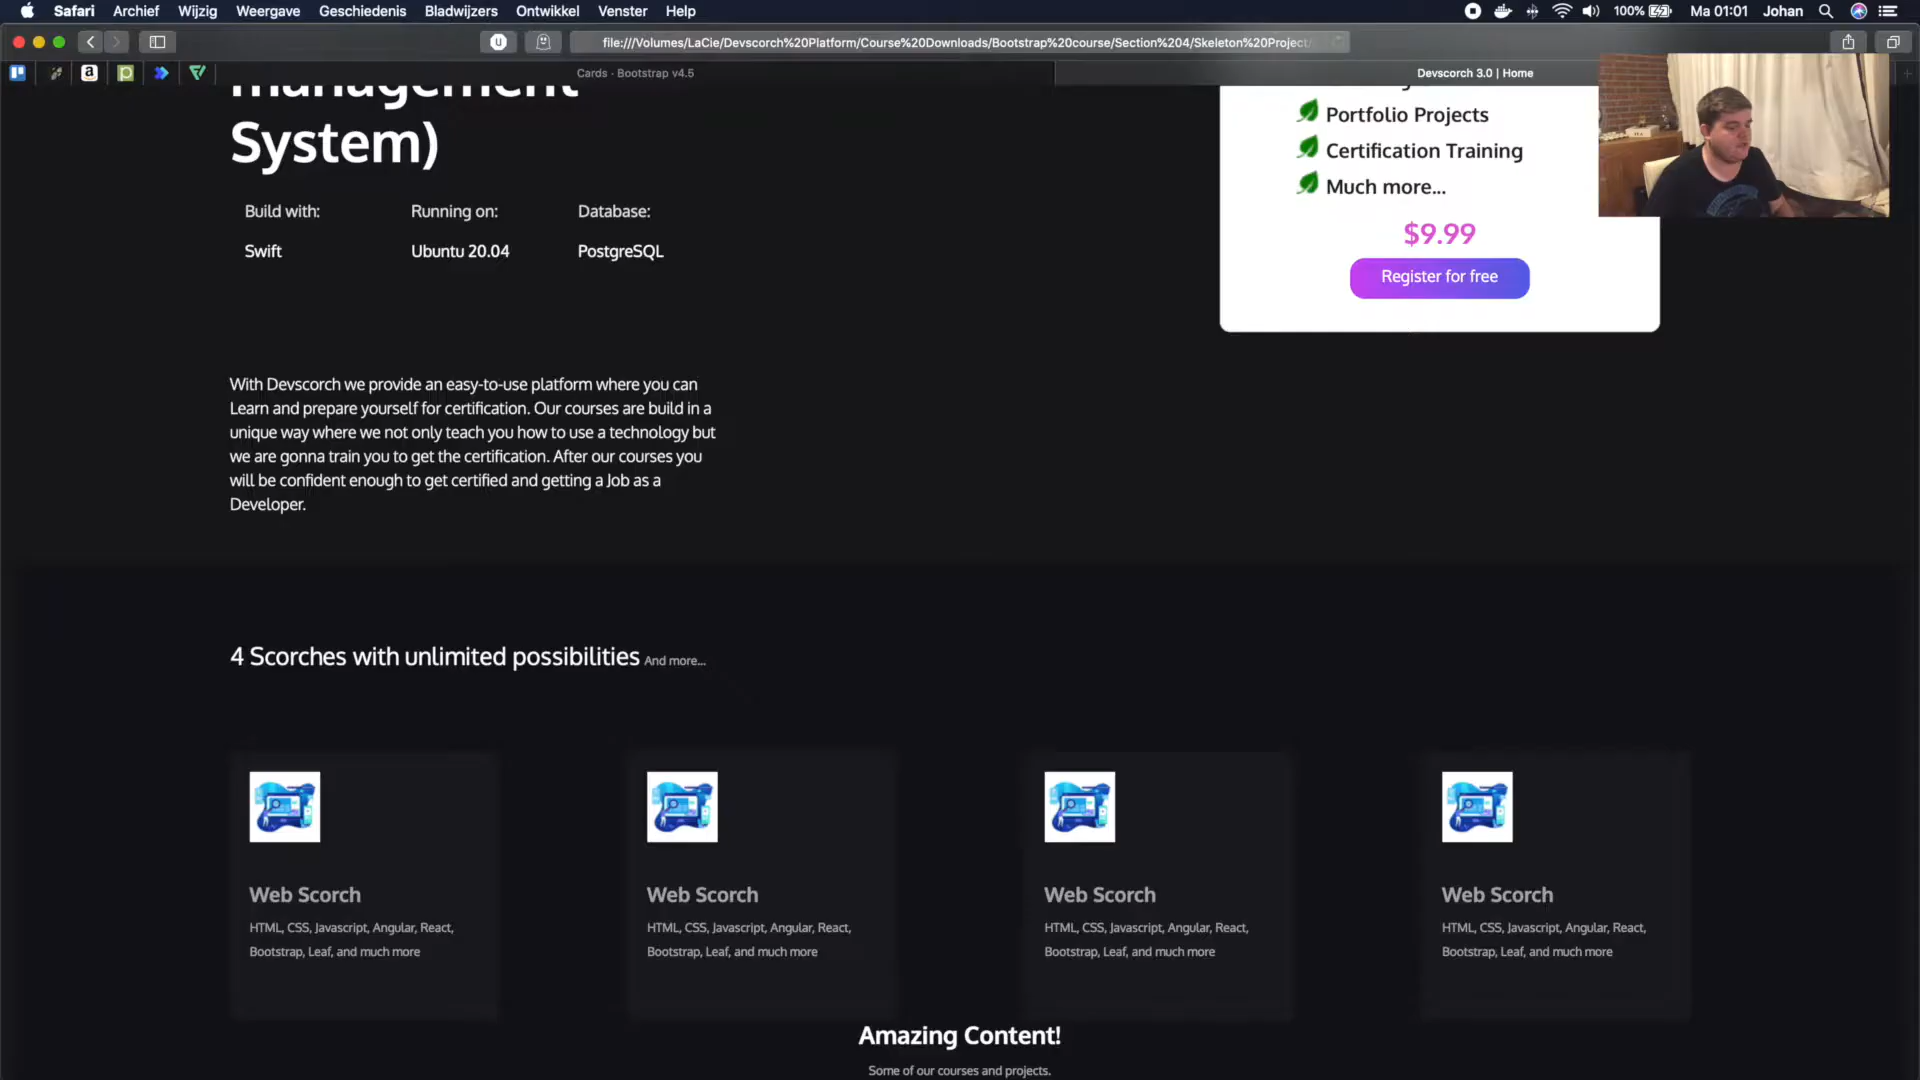 Safari Archief Wijzig Weergave Geschiedenis Bladwijzers Ontwikkel Venster Help
100% Ma 01:01 Johan
file:///Volumes/LaCie/Devscorch%20Platform/Course%20Downloads/Bootstrap%20course/Section%204/Skeleton%20Project/
Cards · Bootstrap v4.5
Devscorch 3.0 | Home
Management
System)
Build with:
Running on:
Database:
Swift
Ubuntu 20.04
PostgreSQL
Portfolio Projects
Certification Training
Much more...
$9.99
Register for free
With Devscorch we provide an easy-to-use platform where you can
Learn and prepare yourself for certification. Our courses are build in a
unique way where we not only teach you how to use a technology but
we are gonna train you to get the certification. After our courses you
will be confident enough to get certified and getting a Job as a
Developer.
4 Scorches with unlimited possibilities And more...
Web Scorch
HTML, CSS, Javascript, Angular, React,
Bootstrap, Leaf, and much more
Web Scorch
HTML, CSS, Javascript, Angular, React,
Bootstrap, Leaf, and much more
Web Scorch
HTML, CSS, Javascript, Angular, React,
Bootstrap, Leaf, and much more
Web Scorch
HTML, CSS, Javascript, Angular, React,
Bootstrap, Leaf, and much more
Amazing Content!
Some of our courses and projects.